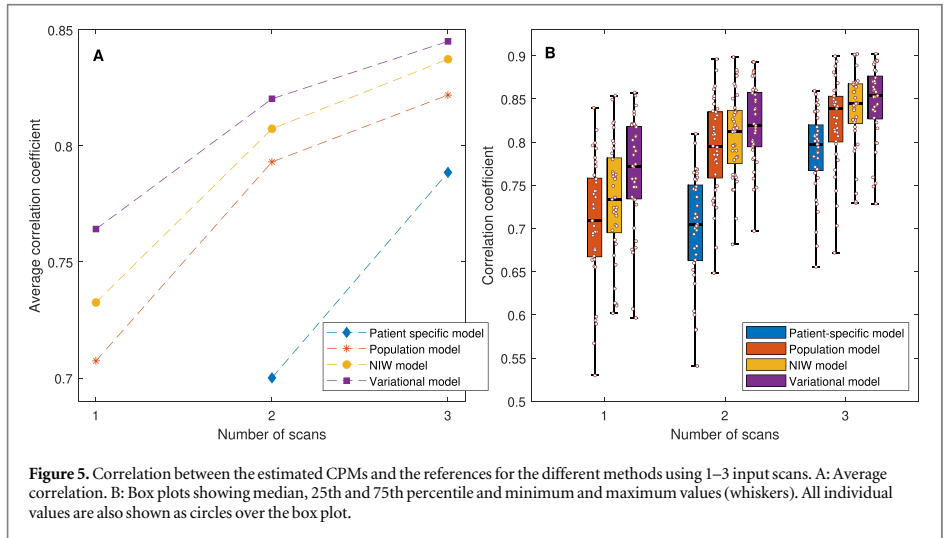 A
0.85
0.8
0.75
0.7
Average correlation coefficient
1
2
3
Number of scans
Patient specific model
Population model
NIW model
Variational model
B
0.9
0.85
0.8
0.75
0.7
0.65
0.6
0.55
0.5
Correlation coefficient
1
2
3
Number of scans
Patient-specific model
Population model
NIW model
Variational model
Figure 5. Correlation between the estimated CPMs and the references for the different methods using 1–3 input scans. A: Average
correlation. B: Box plots showing median, 25th and 75th percentile and minimum and maximum values (whiskers). All individual
values are also shown as circles over the box plot.